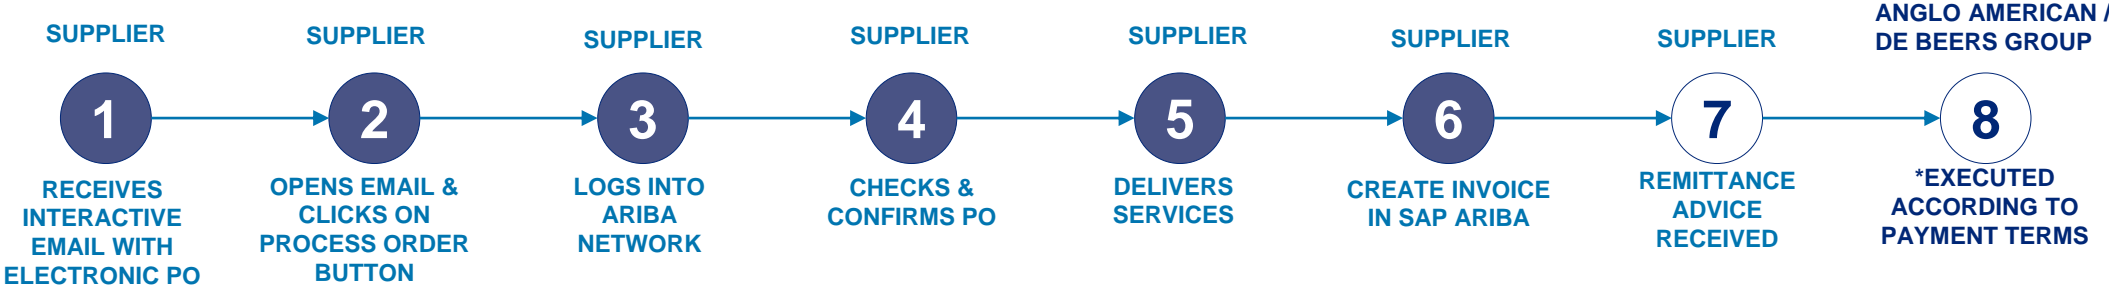 SUPPLIER
1
RECEIVES
INTERACTIVE
EMAIL WITH
ELECTRONIC PO
SUPPLIER
2
OPENS EMAIL &
CLICKS ON
PROCESS ORDER
BUTTON
SUPPLIER
3
LOGS INTO
ARIBA
NETWORK
SUPPLIER
4
CHECKS &
CONFIRMS PO
SUPPLIER
5
DELIVERS
SERVICES
SUPPLIER
6
CREATE INVOICE
IN SAP ARIBA
SUPPLIER
7
REMITTANCE
ADVICE
RECEIVED
ANGLO AMERICAN /
DE BEERS GROUP
8
*EXECUTED
ACCORDING TO
PAYMENT TERMS